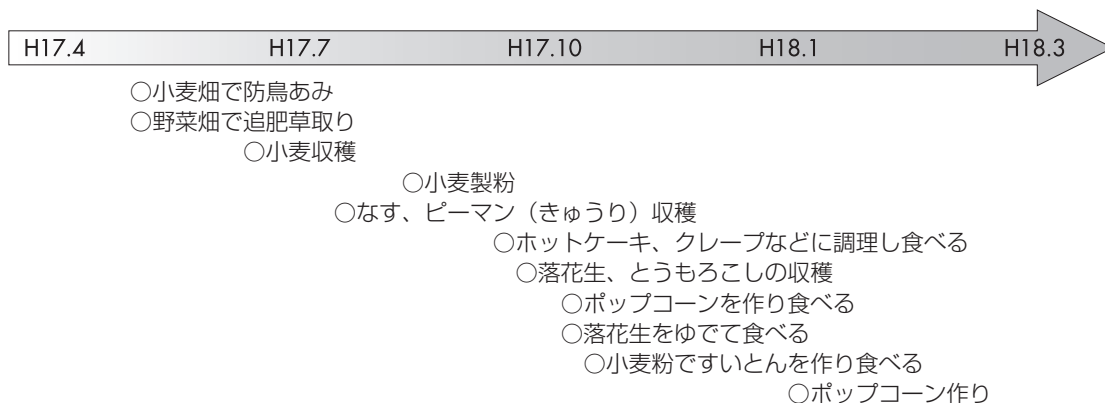 H17.4 H17.7 H17.10 H18.1 H18.3
○小麦畑で防鳥あみ
○野菜畑で追肥草取り
○小麦収穫
○小麦製粉
○なす、ピーマン（きゅうり）収穫
○ホットケーキ、クレープなどに調理し食べる
○落花生、とうもろこしの収穫
○ポップコーンを作り食べる
○落花生をゆでて食べる
○小麦粉ですいとんを作り食べる
○ポップコーン作り